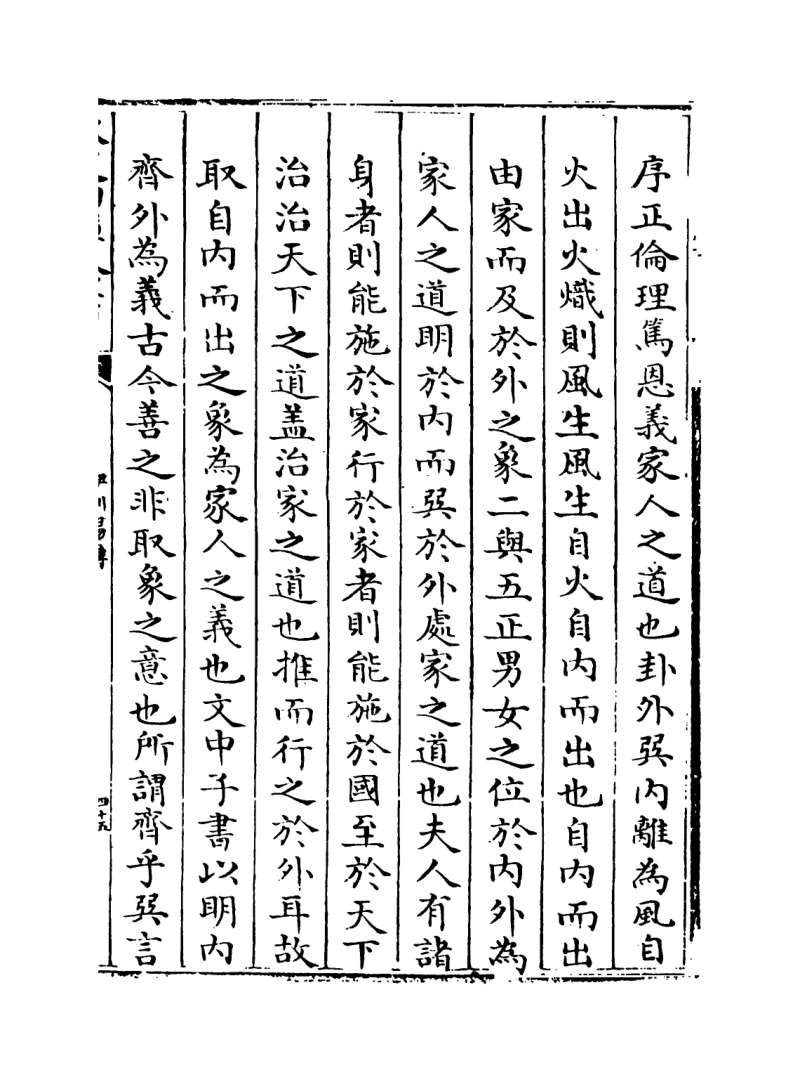 序正倫理篤恩義家人之道也卦外巽内離為風自
火出火熾則風生風生自火自内而出也自内而出
由家而及於外之象二與五正男女之位於内外為
家人之道明於内而巽於外處家之道也夫人有諸
身者則能施於家行於家者則能施於國至於天下
治治天下之道盖治家之道也推而行之於外耳故
取自内而出之象為家人之義也文中子書以明内
齊外為義古今善之非取象之意也所謂齊乎巽言
伊川易傳
四十五